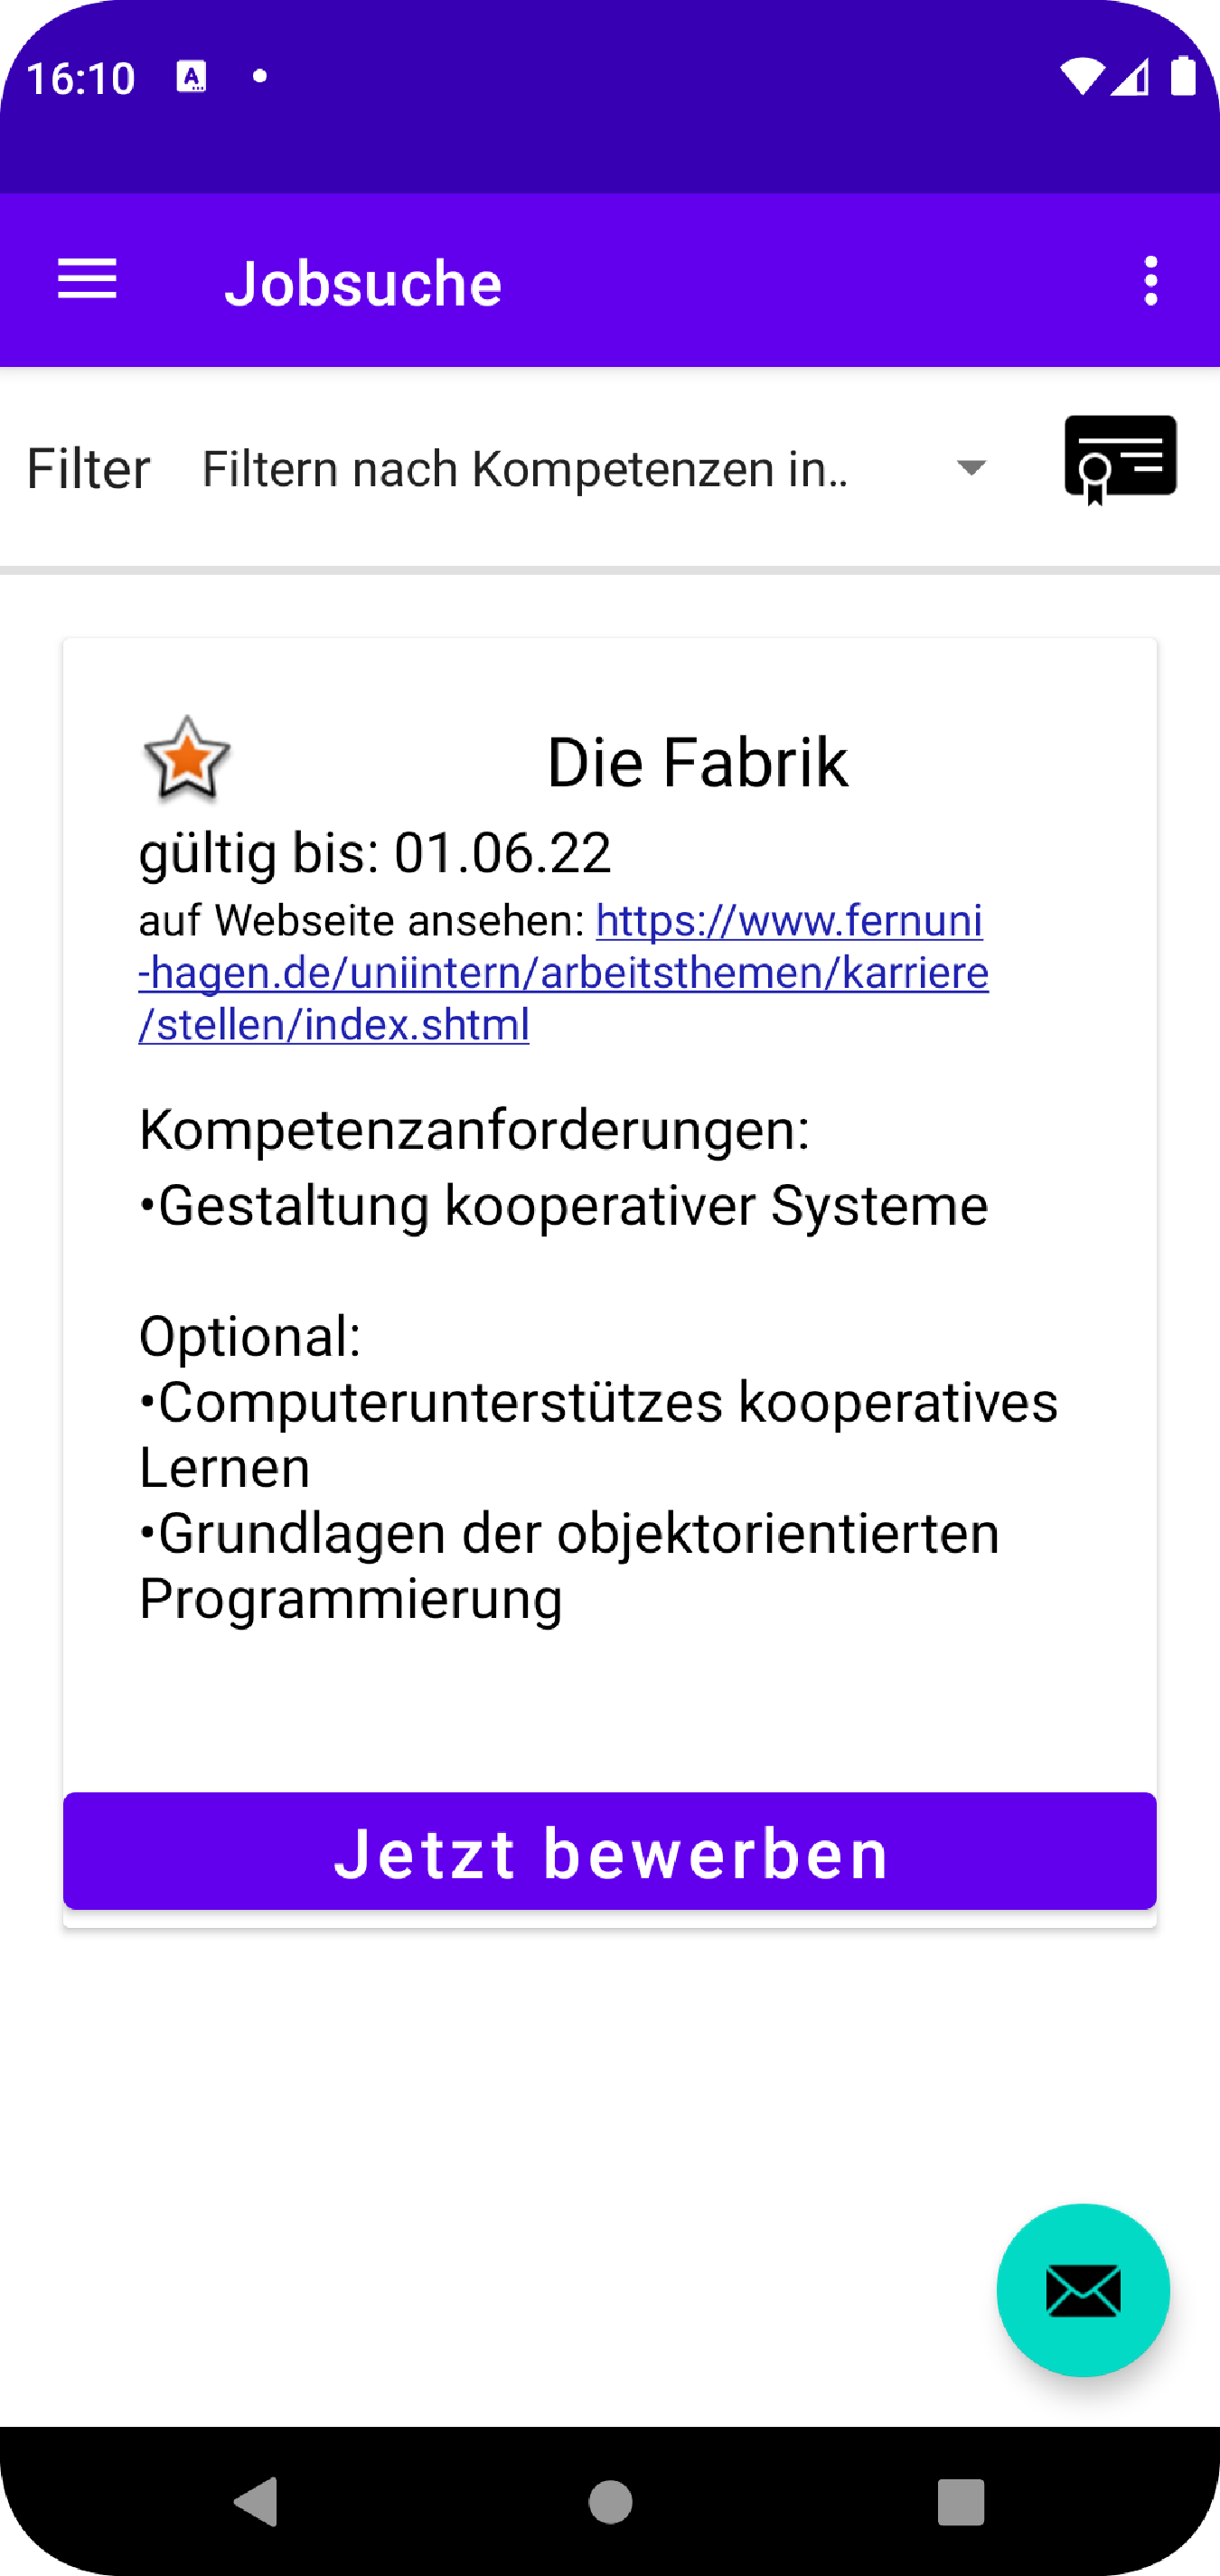 16:10
Jobsuche
Filter Filtern nach Kompetenzen in..
Die Fabrik
gültig bis: 01.06.22
auf Webseite ansehen: https://www.fernuni
-hagen.de/uniintern/arbeitsthemen/karriere
/stellen/index.shtml
Kompetenzanforderungen:
•Gestaltung kooperativer Systeme
Optional:
•Computerunterstützes kooperatives
Lernen
•Grundlagen der objektorientierten
Programmierung
Jetzt bewerben